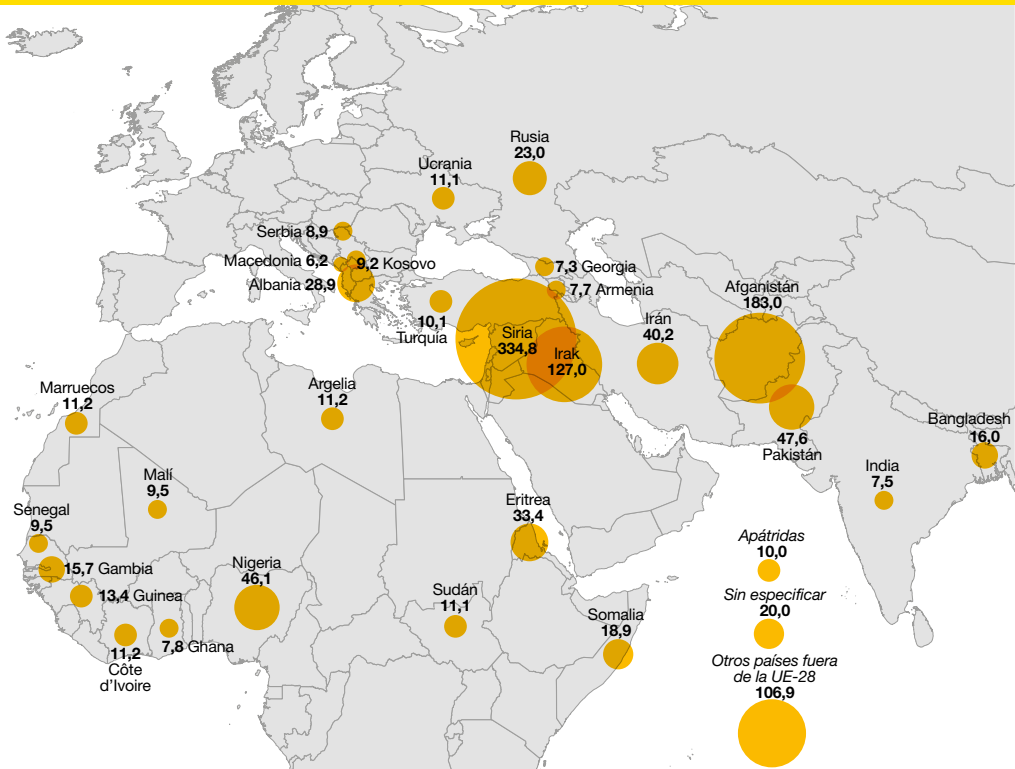 Rusia
23,0
Ucrania
11,1
Serbia 8,9
Macedonia 6,2
9,2 Kosovo
Albania 28,9
7,3 Georgia
7,7 Armenia
10,1
Turquía
Siria
334,8
Irak
127,0
Irán
40,2
Afganistán
183,0
47,6
Pakistán
Bangladesh
16,0
India
7,5
Marruecos
11,2
Argelia
11,2
Malí
9,5
Senegal
9,5
15,7 Gambia
13,4 Guinea
11,2
Côte
d’Ivoire
7,8 Ghana
Nigeria
46,1
Sudán
11,1
Eritrea
33,4
Somalia
18,9
Apátridas
10,0
Sin especificar
20,0
Otros países fuera
de la UE-28
106,9